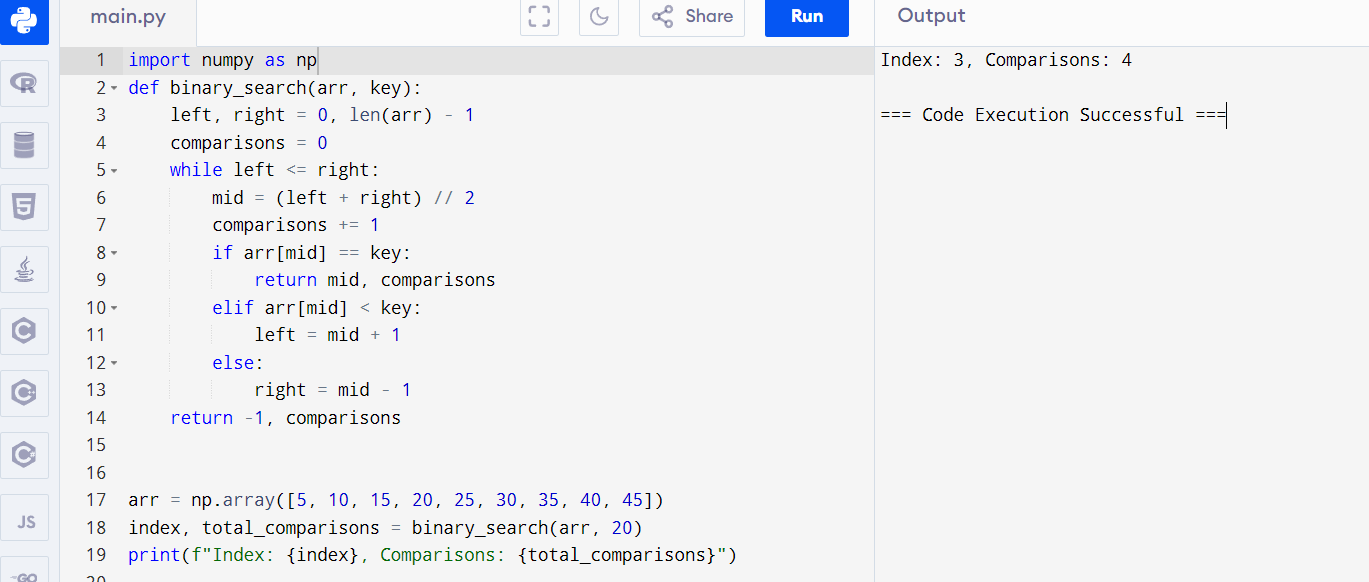 main.py
Share
Run
Output
1 import numpy as np
2 def binary_search(arr, key):
3     left, right = 0, len(arr) - 1
4     comparisons = 0
5     while left <= right:
6         mid = (left + right) // 2
7         comparisons += 1
8         if arr[mid] == key:
9             return mid, comparisons
10         elif arr[mid] < key:
11             left = mid + 1
12         else:
13             right = mid - 1
14     return -1, comparisons
15
16
17 arr = np.array([5, 10, 15, 20, 25, 30, 35, 40, 45])
18 index, total_comparisons = binary_search(arr, 20)
19 print(f"Index: {index}, Comparisons: {total_comparisons}")
20
Index: 3, Comparisons: 4
=== Code Execution Successful ===
R
5
C
C
C
JS
GO